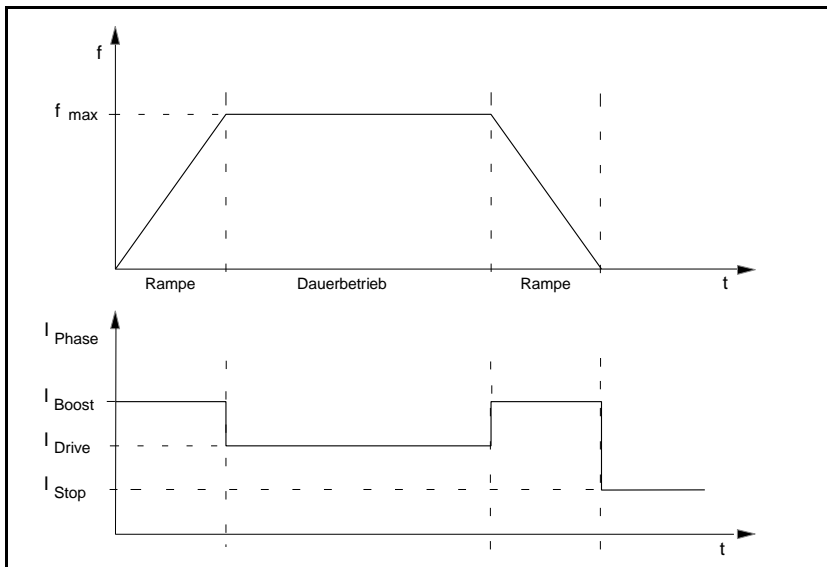 f
f max
Rampe Dauerbetrieb Rampe t
I Phase
I Boost
I Drive
I Stop
t